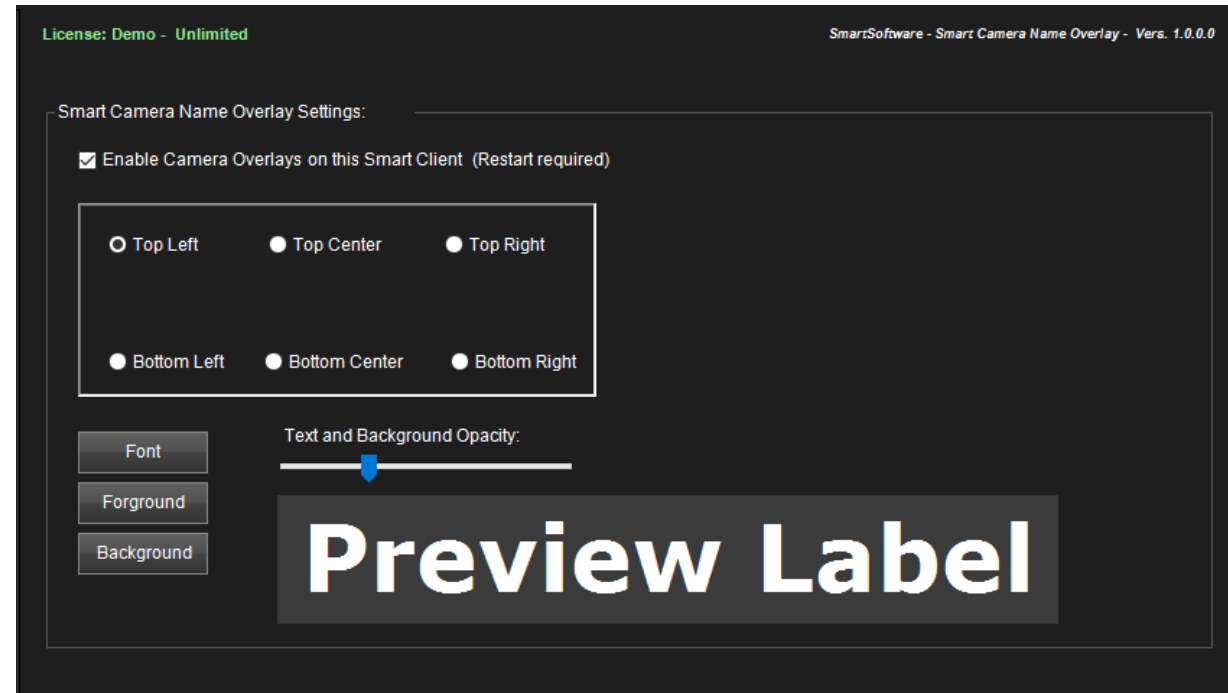 License: Demo - Unlimited
SmartSoftware - Smart Camera Name Overlay - Vers. 1.0.0.0
Smart Camera Name Overlay Settings:
Enable Camera Overlays on this Smart Client (Restart required)
Top Left Top Center Top Right
Bottom Left Bottom Center Bottom Right
Font
Text and Background Opacity:
Forground
Background
Preview Label